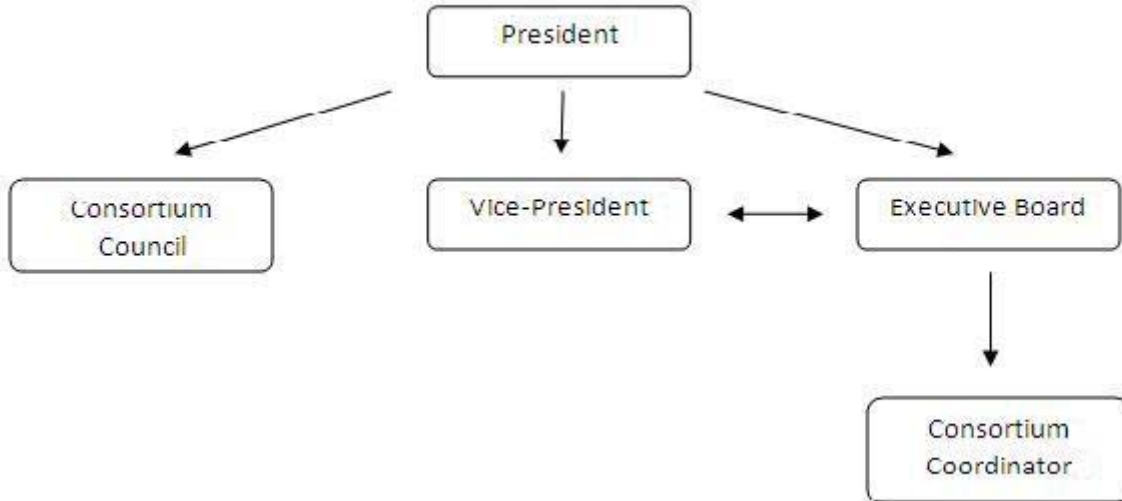 President
Consortium
Council
Vice-President
Executive Board
Consortium
Coordinator